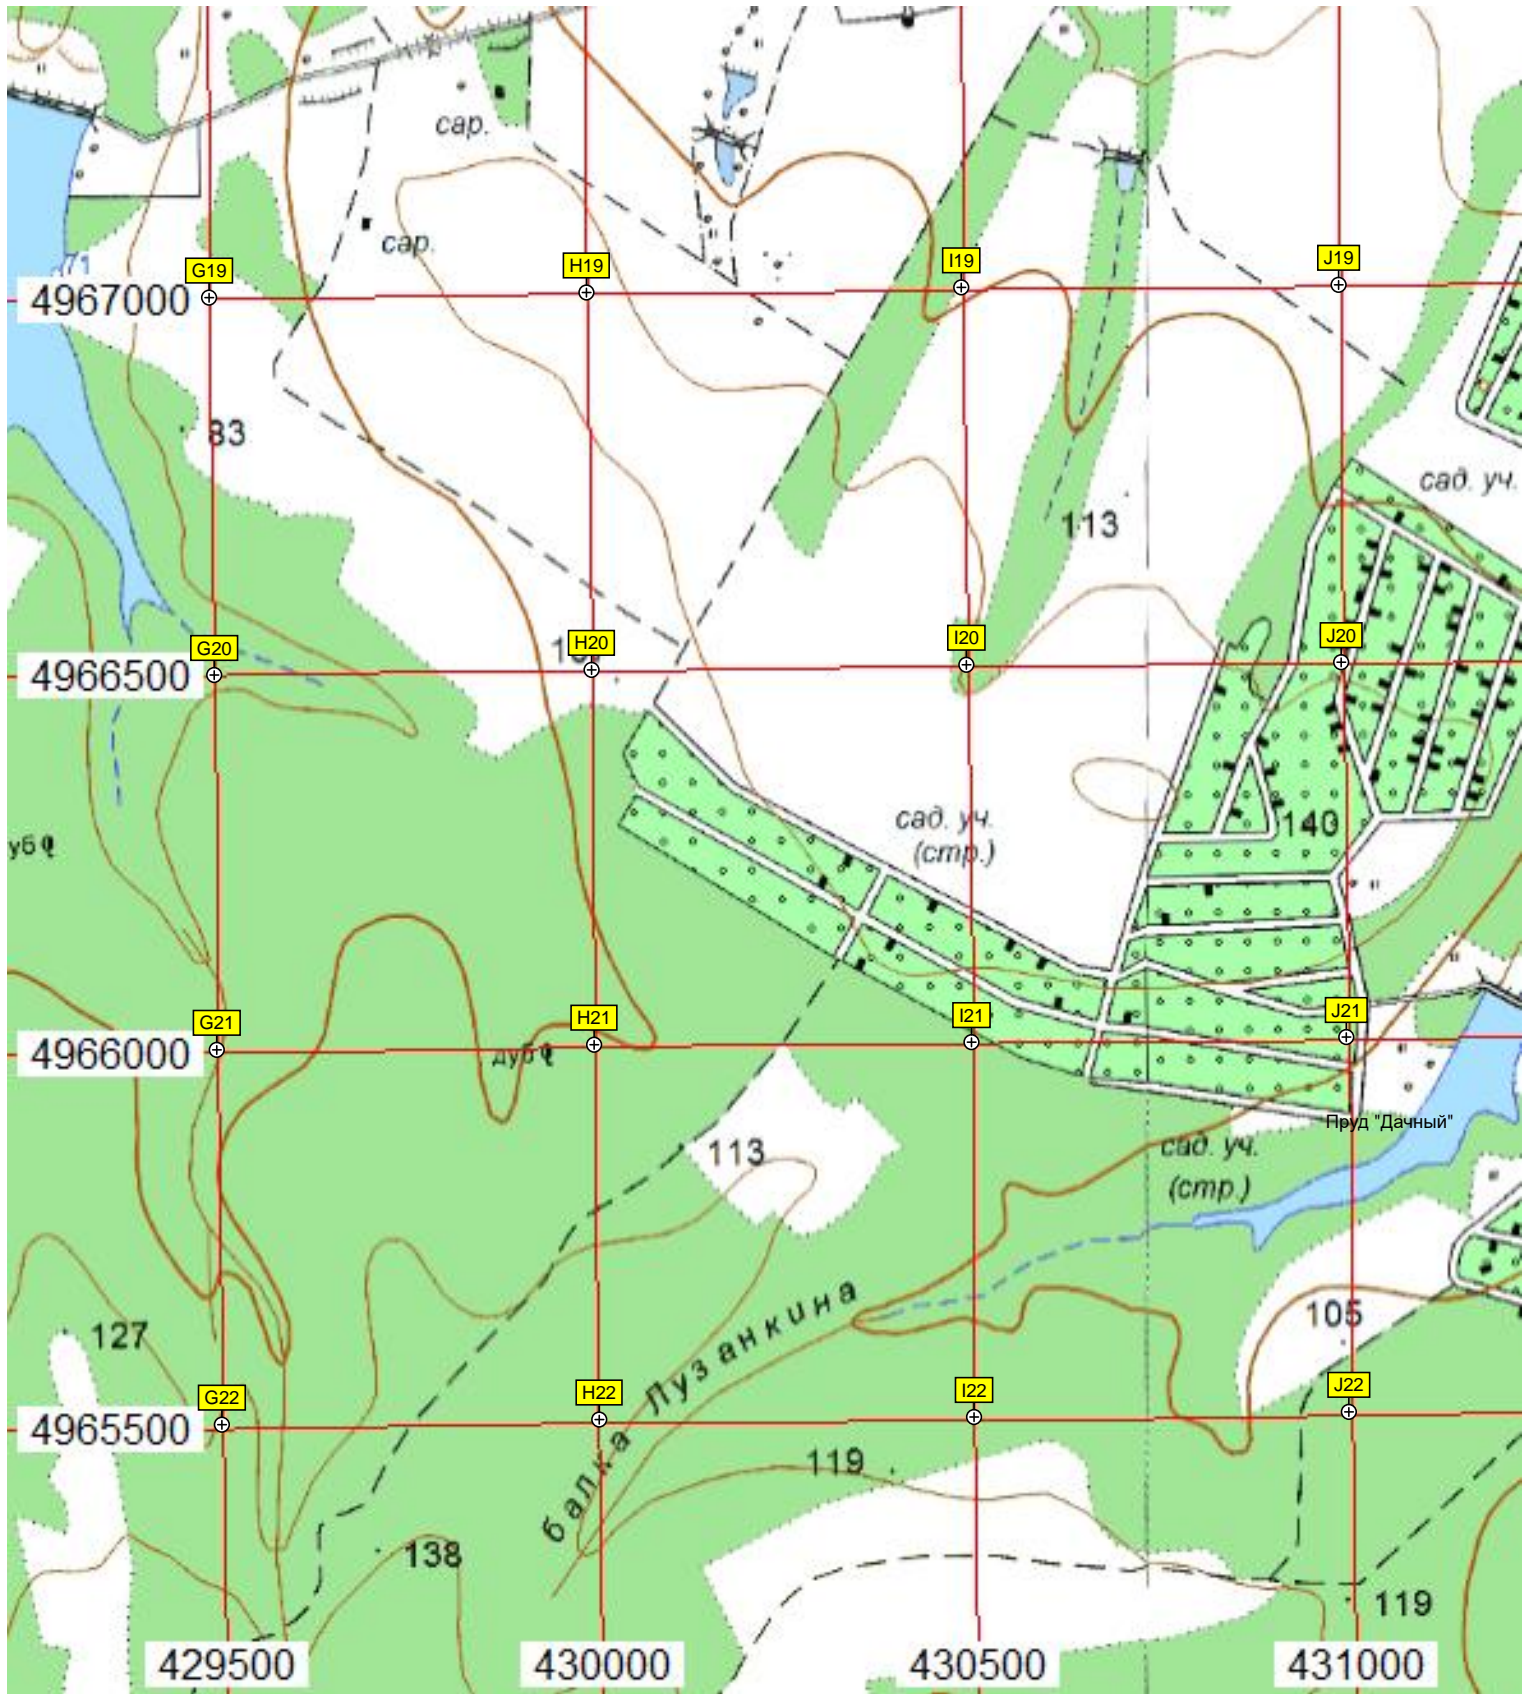 сар.
сар.
G19
H19
I19
J19
4967000
83
сад. уч.
113
G20
H20
I20
J20
4966500
сад. уч.
(стр.)
140
G21
H21
I21
J21
4966000
дуб
Пруд "Дачный"
113
сад. уч.
(стр.)
127
балка Лузанкина
105
G22
H22
I22
J22
4965500
119
138
119
429500
430000
430500
431000